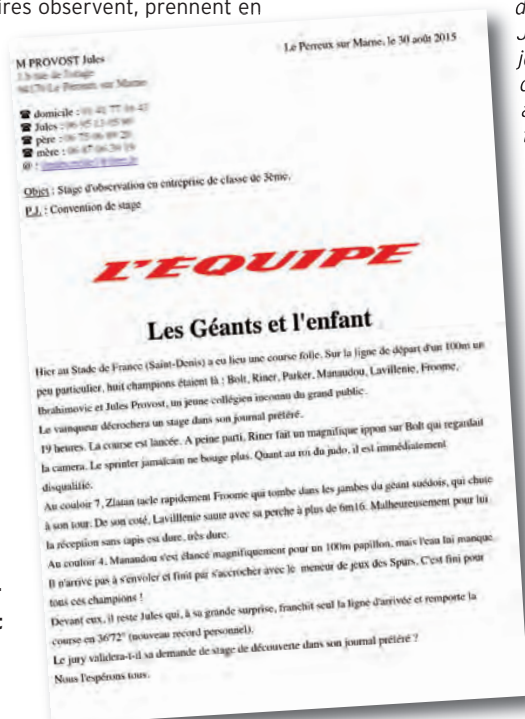 ires observent, prennent en
M PROVOST Jules
Le Perreux sur Marne, le 30 août 2015
Le Perreux sur Marne
☎ domicile :
☎ Jules :
☎ père :
☎ mère :
@ :
Objet : Stage d'observation en entreprise de classe de 3ème.
P.J. : Convention de stage
L'EQUIPE
Les Géants et l'enfant
Hier au Stade de France (Saint-Denis) a eu lieu une course folle. Sur la ligne de départ d'un 100m un
peu particulier, huit champions étaient là : Bolt, Riner, Parker, Manaudou, Lavillenie, Froome,
Ibrahimovic et Jules Provost, un jeune collégien inconnu du grand public.
Le vainqueur décrochera un stage dans son journal préféré.
19 heures. La course est lancée. A peine parti, Riner fait un magnifique ippon sur Bolt qui regardait
la camera. Le sprinter jamaïcain ne bouge plus. Quant au roi du judo, il est immédiatement
disqualifié.
Au couloir 7, Zlatan tacle rapidement Froome qui tombe dans les jambes du géant suédois, qui chute
à son tour. De son coté, Lavilllenie saute avec sa perche à plus de 6m16. Malheureusement pour lui
la réception sans tapis est dure, très dure.
Au couloir 4, Manaudou s'est élancé magnifiquement pour un 100m papillon, mais l'eau lui manque.
Il n'arrive pas à s'envoler et finit par s'accrocher avec le meneur de jeux des Spurs. C'est fini pour
tous ces champions !
Devant eux, il reste Jules qui, à sa grande surprise, franchit seul la ligne d'arrivée et remporte la
course en 36'72" (nouveau record personnel).
Le jury validera-t-il sa demande de stage de découverte dans son journal préféré ?
Nous l'espérons tous.